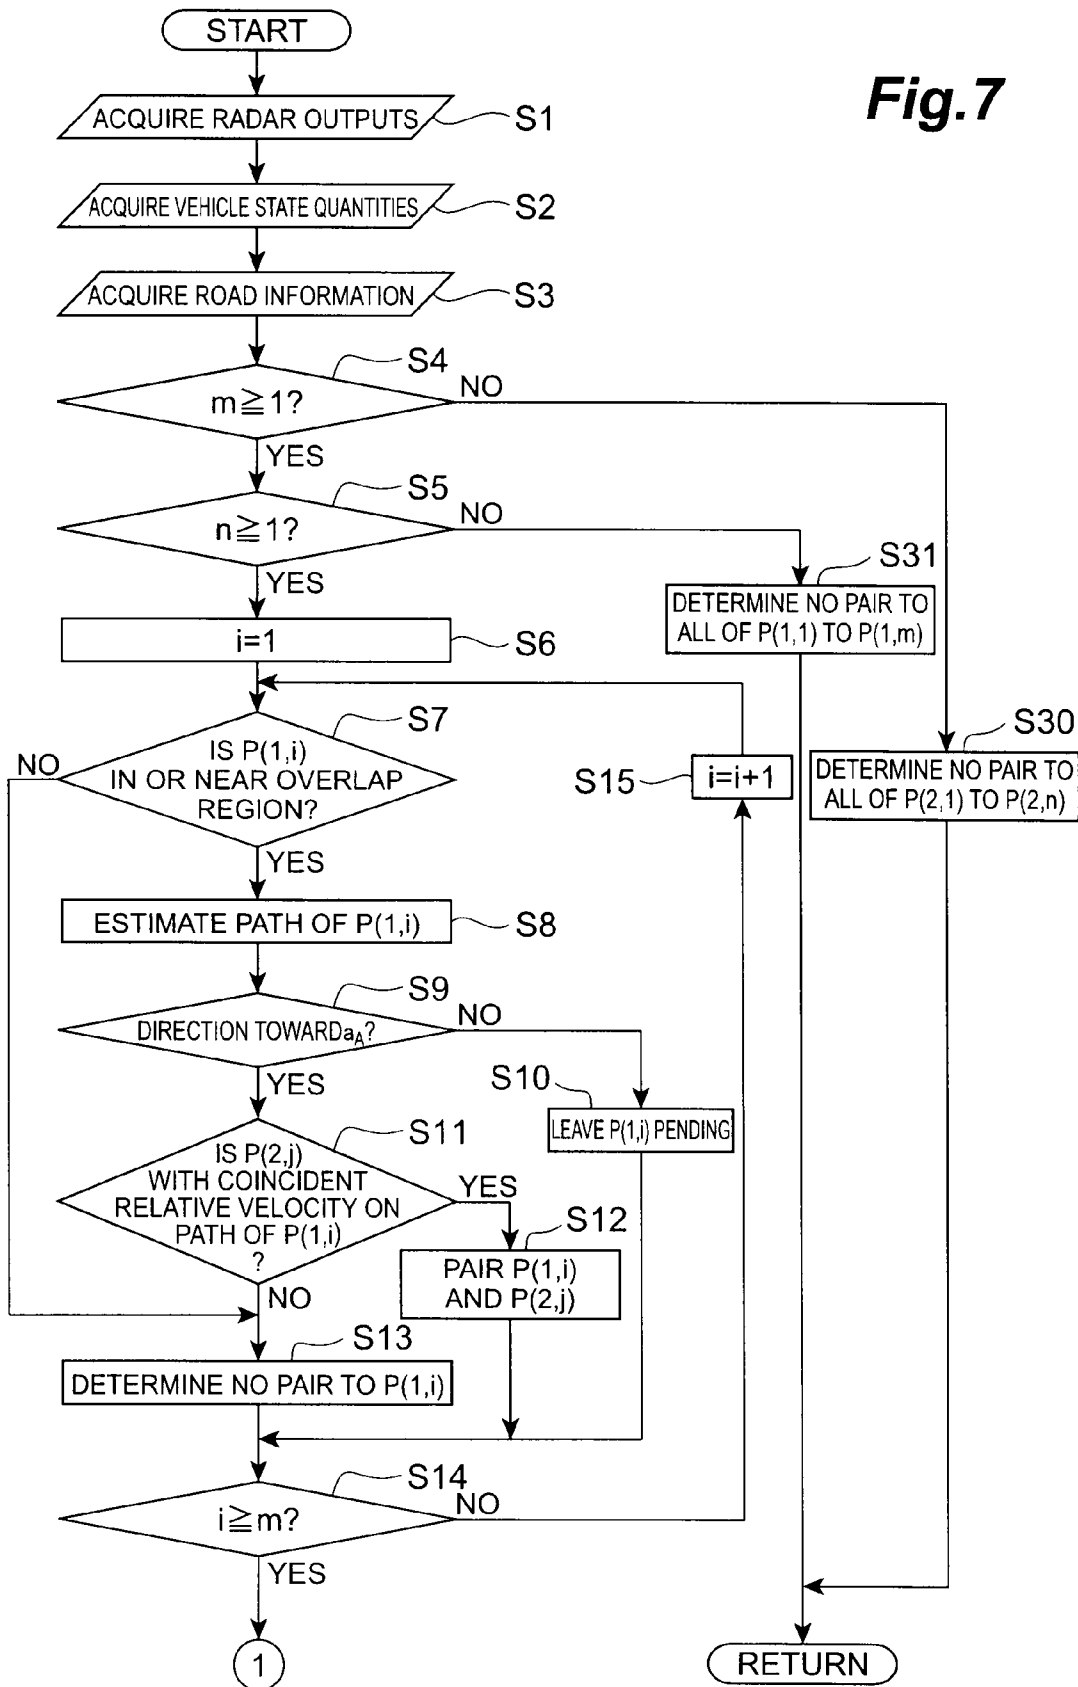 START
Fig.7
ACQUIRE RADAR OUTPUTS
S1
ACQUIRE VEHICLE STATE QUANTITIES
S2
ACQUIRE ROAD INFORMATION
S3
S4
m≧1?
NO
YES
S5
n≧1?
NO
YES
S31
DETERMINE NO PAIR TO
ALL OF P(1,1) TO P(1,m)
i=1
S6
S30
DETERMINE NO PAIR TO
ALL OF P(2,1) TO P(2,n)
S7
IS P(1,i)
IN OR NEAR OVERLAP
REGION?
NO
YES
S15
i=i+1
ESTIMATE PATH OF P(1,i)
S8
S9
DIRECTION TOWARDaA?
NO
YES
S10
LEAVE P(1,i) PENDING
S11
IS P(2,j)
WITH COINCIDENT
RELATIVE VELOCITY ON
PATH OF P(1,i)
?
YES
NO
S12
PAIR P(1,i)
AND P(2,j)
S13
DETERMINE NO PAIR TO P(1,i)
S14
i≧m?
NO
YES
1
RETURN